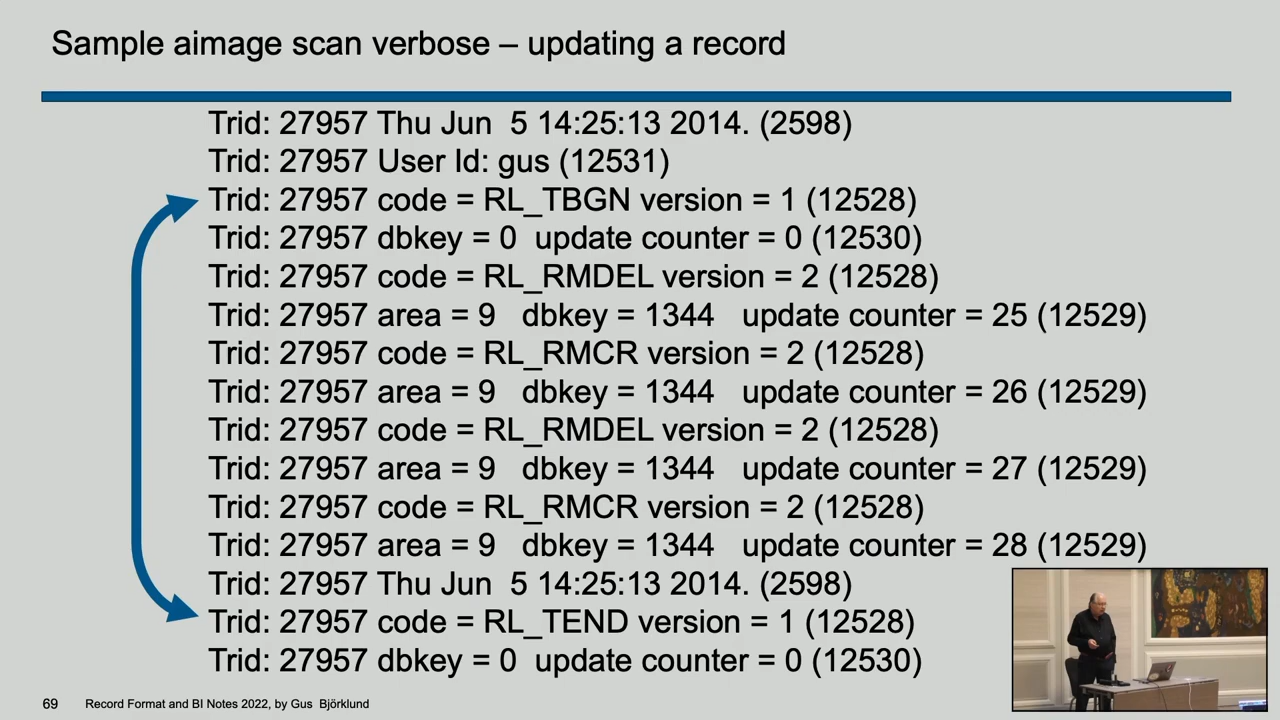 Sample aimage scan verbose – updating a record
Trid: 27957 Thu Jun  5 14:25:13 2014. (2598)
Trid: 27957 User Id: gus (12531)
Trid: 27957 code = RL_TBGN version = 1 (12528)
Trid: 27957 dbkey = 0  update counter = 0 (12530)
Trid: 27957 code = RL_RMDEL version = 2 (12528)
Trid: 27957 area = 9   dbkey = 1344   update counter = 25 (12529)
Trid: 27957 code = RL_RMCR version = 2 (12528)
Trid: 27957 area = 9   dbkey = 1344   update counter = 26 (12529)
Trid: 27957 code = RL_RMDEL version = 2 (12528)
Trid: 27957 area = 9   dbkey = 1344   update counter = 27 (12529)
Trid: 27957 code = RL_RMCR version = 2 (12528)
Trid: 27957 area = 9   dbkey = 1344   update counter = 28 (12529)
Trid: 27957 Thu Jun  5 14:25:13 2014. (2598)
Trid: 27957 code = RL_TEND version = 1 (12528)
Trid: 27957 dbkey = 0  update counter = 0 (12530)
69 Record Format and BI Notes 2022, by Gus  Björklund